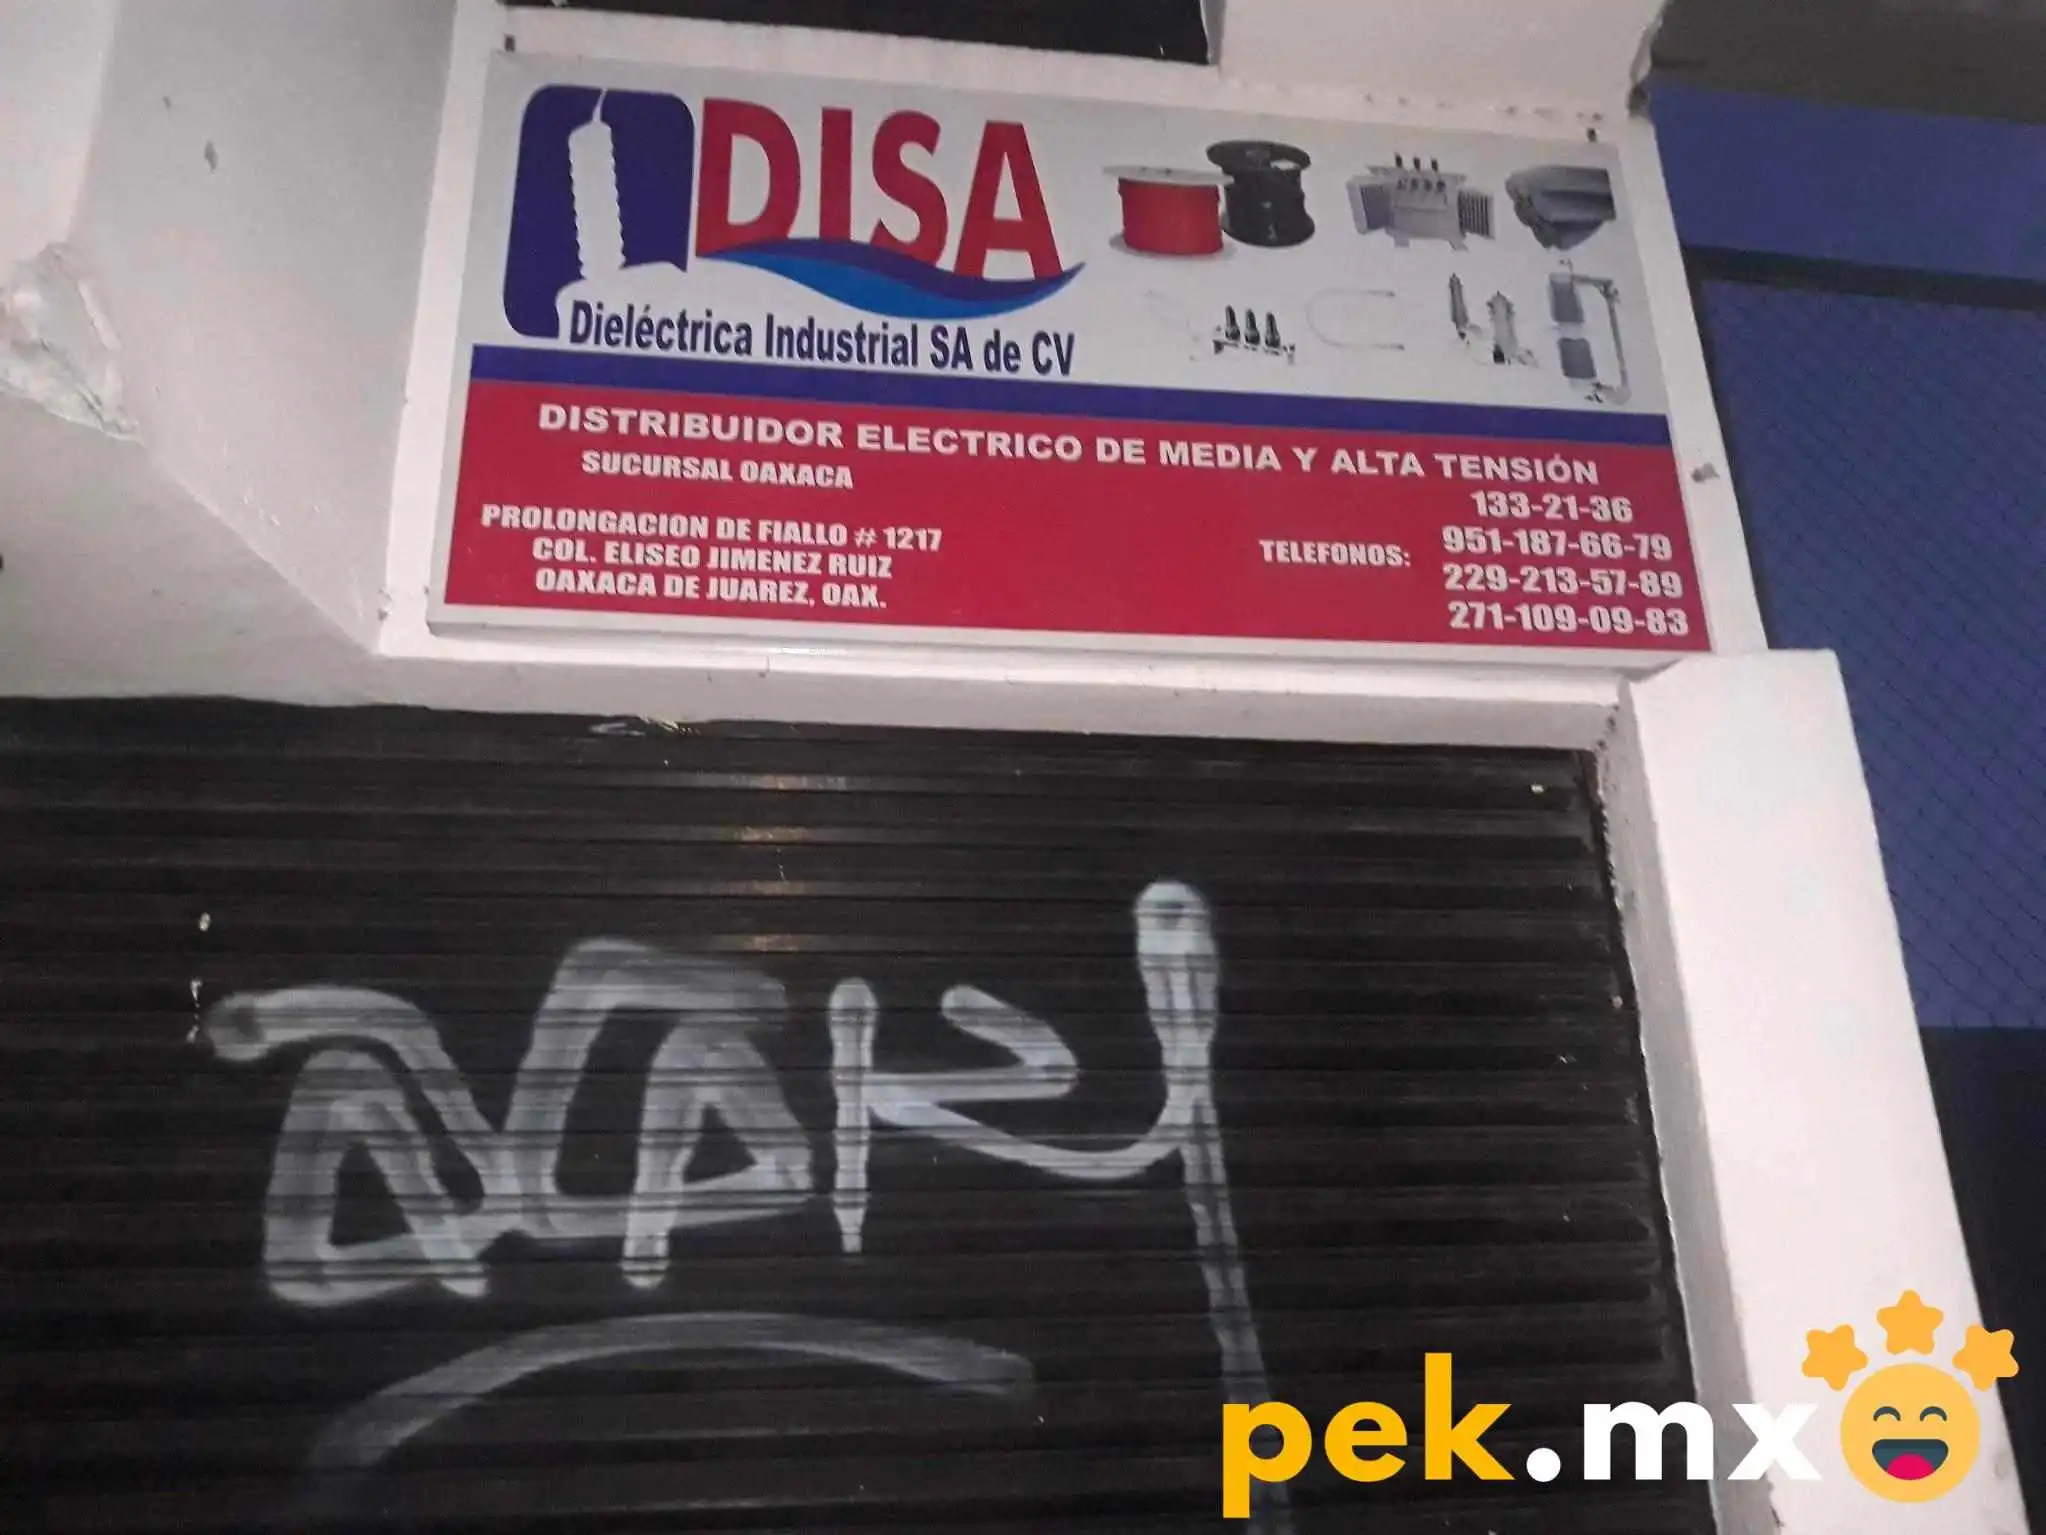 DISA
Dieléctrica Industrial SA de CV
DISTRIBUIDOR ELECTRICO DE MEDIA Y ALTA TENSIÓN
SUCURSAL OAXACA
PROLONGACION DE FIALLO # 1217
COL. ELISEO JIMENEZ RUIZ
OAXACA DE JUAREZ, OAX.
TELEFONOS:
133-21-36
951-187-66-79
229-213-57-89
271-109-09-83
pek.mx